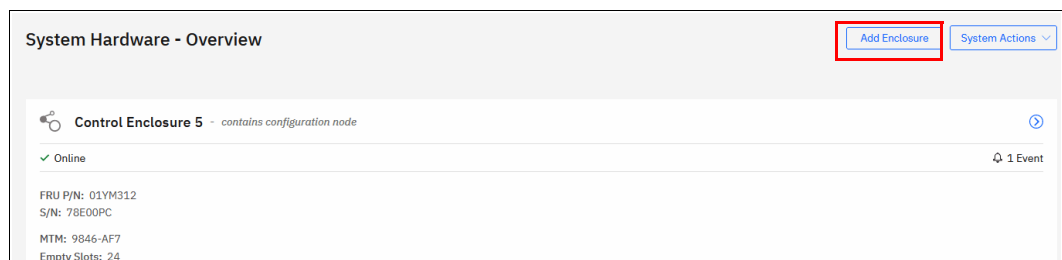 System Hardware - Overview
Add Enclosure
System Actions
Control Enclosure 5 - contains configuration node
Online
1 Event
FRU P/N: 01YM312
S/N: 78E00PC
MTM: 9846-AF7
Empty Slots: 24